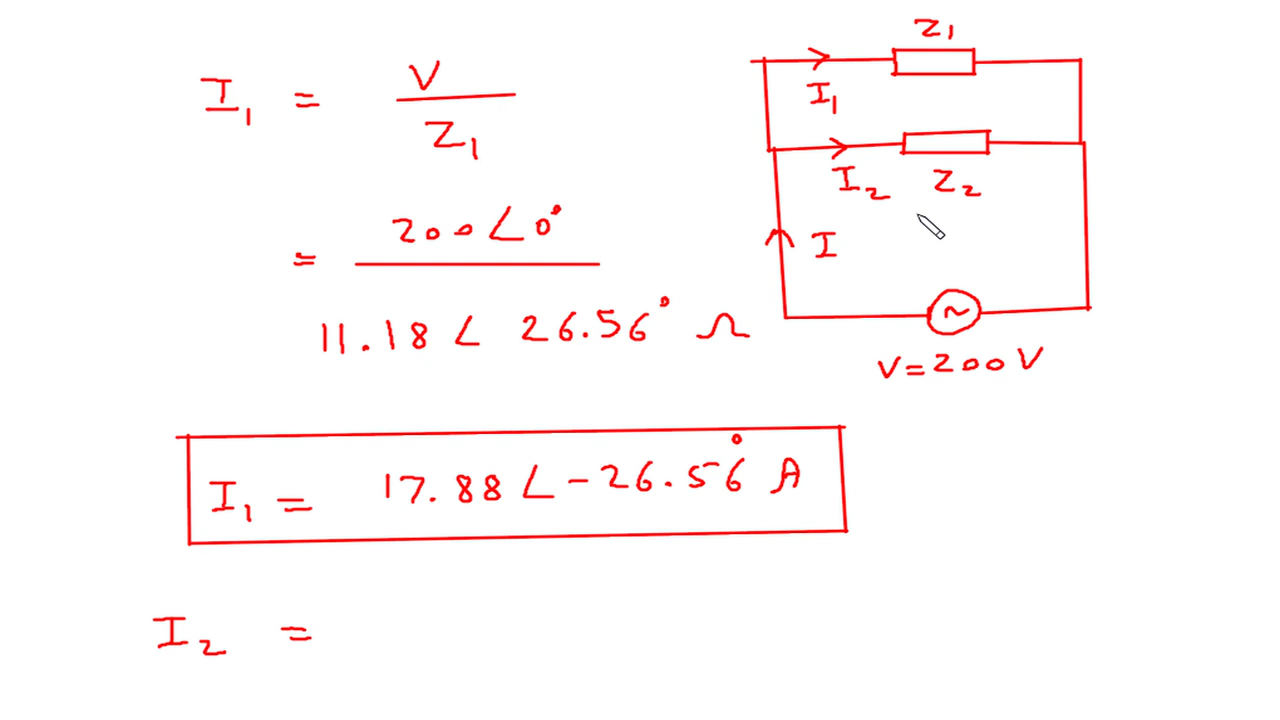 I₁ = V / Z₁
= 200∠0° / 11.18∠26.56° Ω
I₁ = 17.88∠-26.56° A
I₂ =
Z₁
I₁
I₂ Z₂
I
~
V=200V